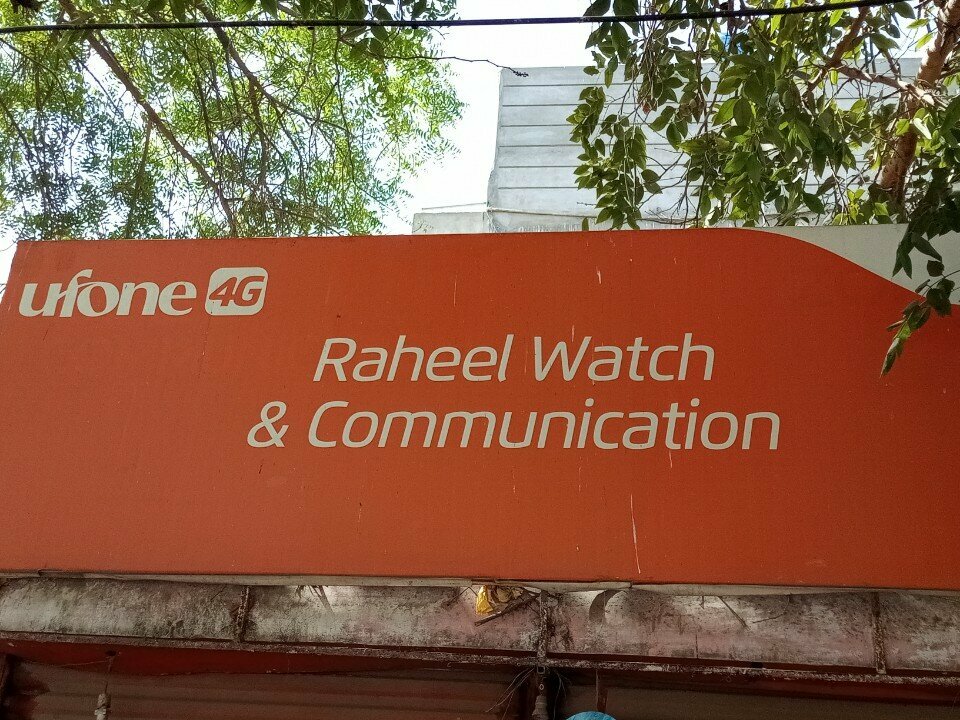 ufone 4G
Raheel Watch
& Communication